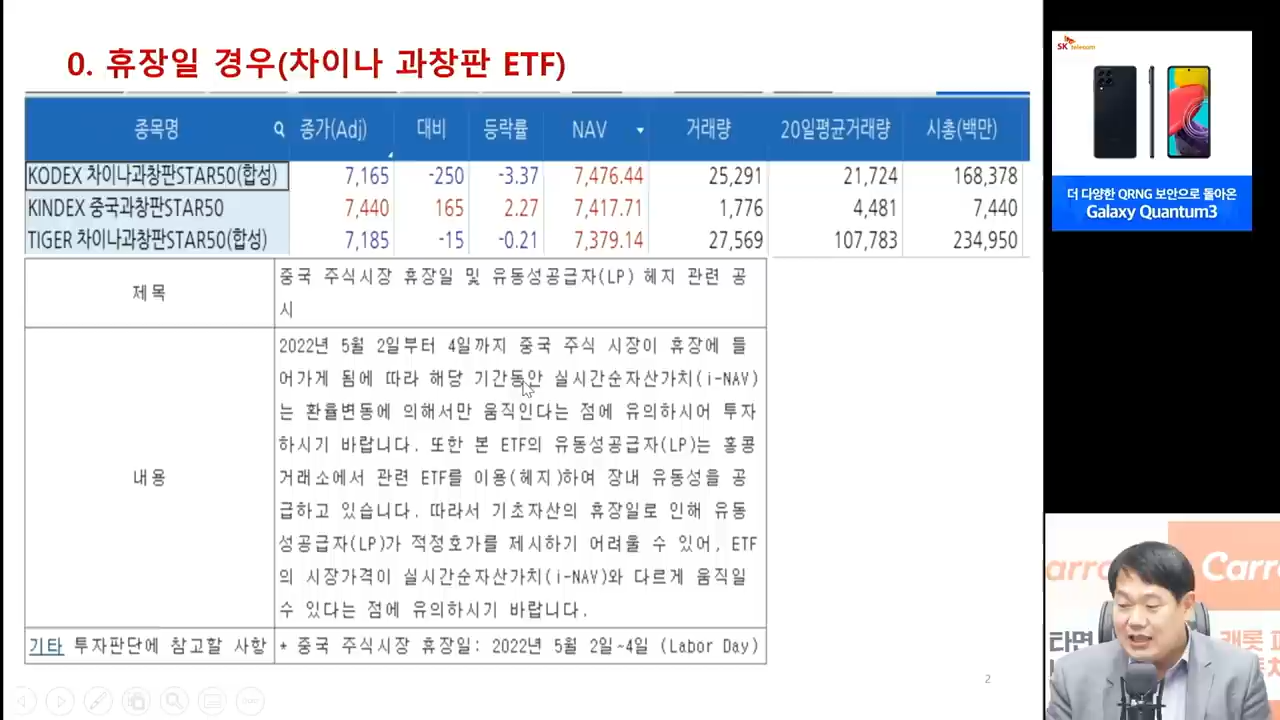 0. 휴장일 경우(차이나 과창판 ETF)
종목명 종가(Adj) 대비 등락률 NAV 거래량 20일평균거래량 시총(백만)
KODEX 차이나과창판STAR50(합성) 7,165 -250 -3.37 7,476.44 25,291 21,724 168,378
KINDEX 중국과창판STAR50 7,440 165 2.27 7,417.71 1,776 4,481 7,440
TIGER 차이나과창판STAR50(합성) 7,185 -15 -0.21 7,379.14 27,569 107,783 234,950
제목
중국 주식시장 휴장일 및 유동성공급자(LP) 헤지 관련 공
시
내용
2022년 5월 2일부터 4일까지 중국 주식 시장이 휴장에 들
어가게 됨에 따라 해당 기간동안 실시간순자산가치(i-NAV)
는 환율변동에 의해서만 움직인다는 점에 유의하시어 투자
하시기 바랍니다. 또한 본 ETF의 유동성공급자(LP)는 홍콩
거래소에서 관련 ETF를 이용(헤지)하여 장내 유동성을 공
급하고 있습니다. 따라서 기초자산의 휴장일로 인해 유동
성공급자(LP)가 적정호가를 제시하기 어려울 수 있어, ETF
의 시장가격이 실시간순자산가치(i-NAV)와 다르게 움직일
수 있다는 점에 유의하시기 바랍니다.
기타 투자판단에 참고할 사항 * 중국 주식시장 휴장일: 2022년 5월 2일~4일 (Labor Day)
2
SK telecom
더 다양한 QRNG 보안으로 돌아온
Galaxy Quantum3
Carro
타면
캐롯